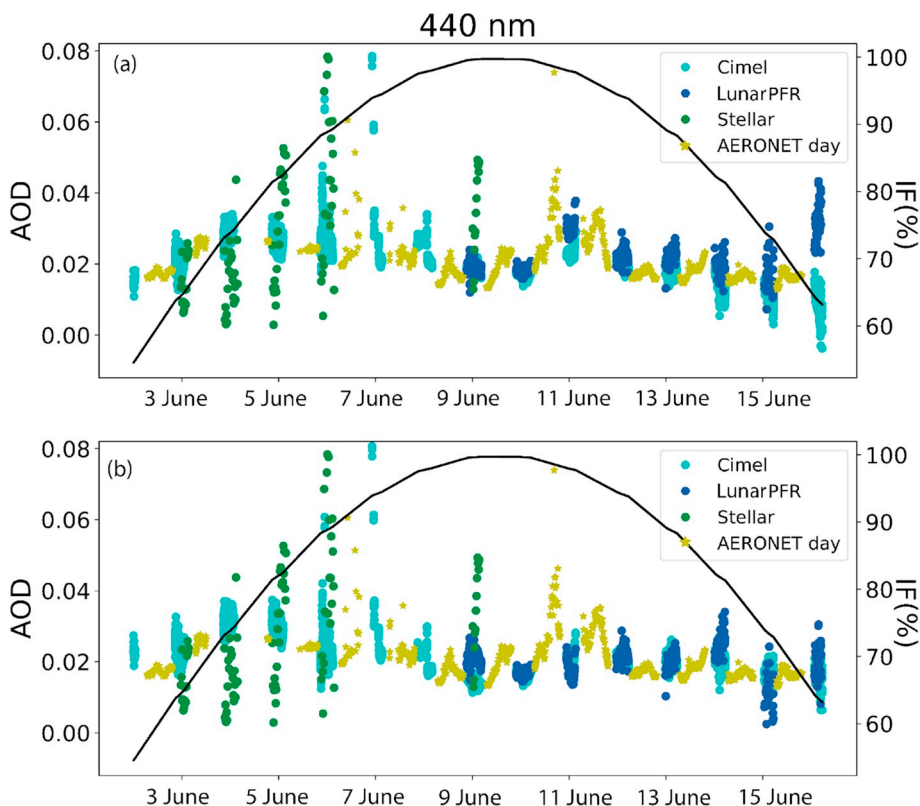 440 nm
(a)
Cimel
LunarPFR
Stellar
AERONET day
AOD
0.08
0.06
0.04
0.02
0.00
IF(%)
100
90
80
70
60
3 June 5 June 7 June 9 June 11 June 13 June 15 June
(b)
Cimel
LunarPFR
Stellar
AERONET day
AOD
0.08
0.06
0.04
0.02
0.00
IF(%)
100
90
80
70
60
3 June 5 June 7 June 9 June 11 June 13 June 15 June